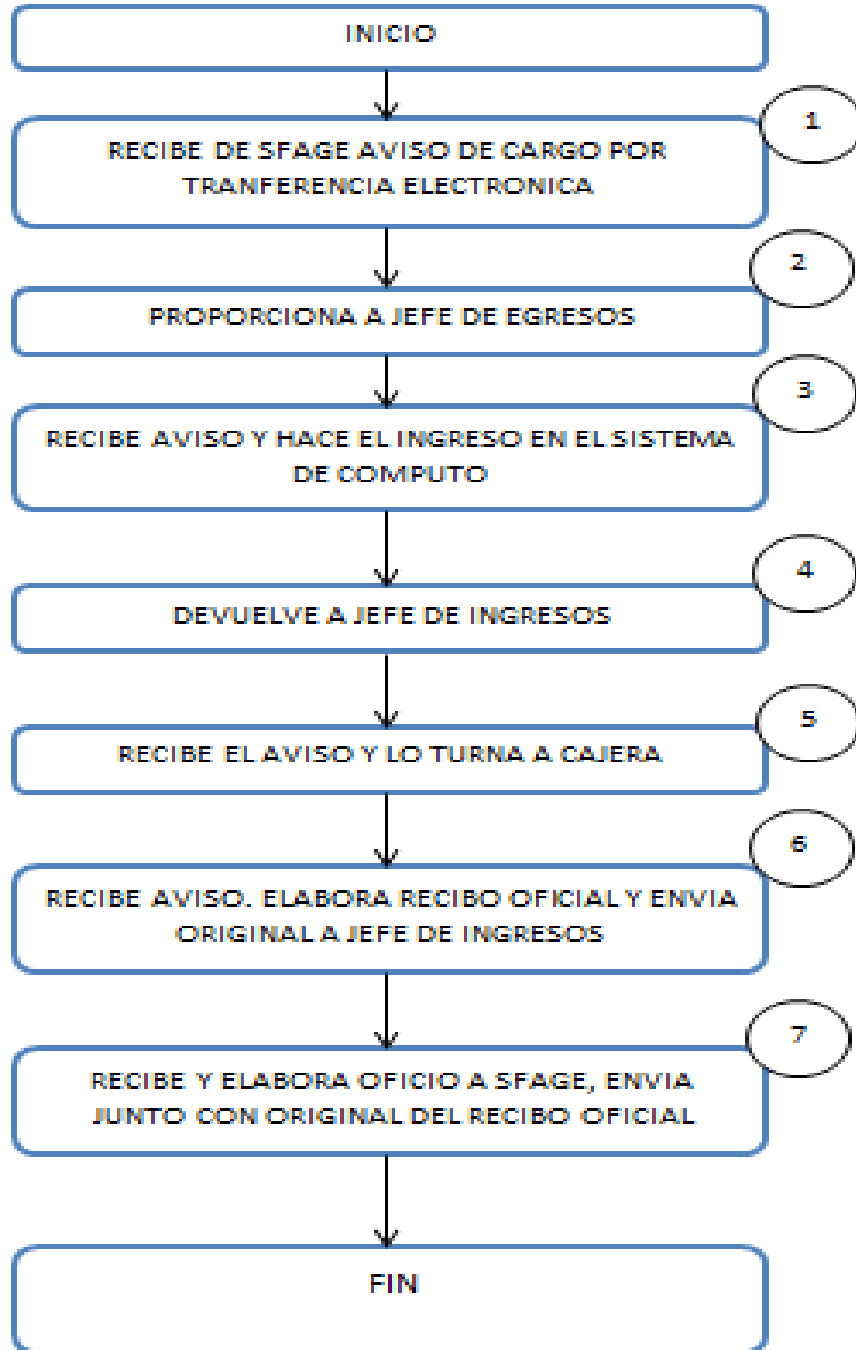 INICIO
1
RECIBE DE SFAGE AVISO DE CARGO POR
TRANFERENCIA ELECTRONICA
2
PROPORCIONA A JEFE DE EGRESOS
3
RECIBE AVISO Y HACE EL INGRESO EN EL SISTEMA
DE COMPUTO
4
DEVUELVE A JEFE DE INGRESOS
5
RECIBE EL AVISO Y LO TURNA A CAJERA
6
RECIBE AVISO. ELABORA RECIBO OFICIAL Y ENVIA
ORIGINAL A JEFE DE INGRESOS
7
RECIBE Y ELABORA OFICIO A SFAGE, ENVIA
JUNTO CON ORIGINAL DEL RECIBO OFICIAL
FIN